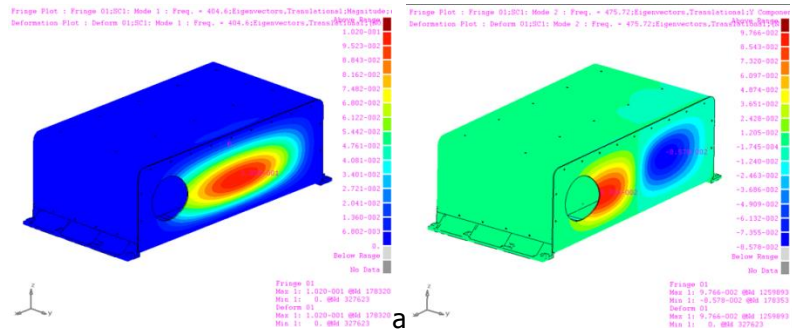 Fringe Plot : Fringe 01:SC1: Mode 1 : Freq. = 404.6:Eigenvectors,Translational:Magnitude:
Deformation Plot : Deform 01:SC1: Mode 1 : Freq. = 404.6:Eigenvectors,Translational:
Above Range
1.020-001
9.523-002
8.843-002
8.162-002
7.482-002
6.802-002
6.122-002
5.442-002
4.761-002
4.081-002
3.401-002
2.721-002
2.041-002
1.360-002
6.802-003
0.
Below Range
No Data
z
x
y
Fringe 01
Max 1: 1.020-001 @Nd 178320
Min 1: 0. @Nd 327623
Deform 01
Max 1: 1.020-001 @Nd 178320
Min 1: 0. @Nd 327623
a
Fringe Plot : Fringe 01:SC1: Mode 2 : Freq. = 475.72:Eigenvectors,Translational:Y Component
Deformation Plot : Deform 01:SC1: Mode 2 : Freq. = 475.72:Eigenvectors,Translational:
Above Range
9.766-002
8.543-002
7.320-002
6.097-002
4.874-002
3.651-002
2.428-002
1.205-002
-1.745-004
-1.240-002
-2.463-002
-3.686-002
-4.909-002
-6.132-002
-7.355-002
-8.578-002
Below Range
No Data
-8.578-002
z
x
y
Fringe 01
Max 1: 9.766-002 @Nd 1259893
Min 1: -8.578-002 @Nd 178353
Deform 01
Max 1: 9.766-002 @Nd 1259893
Min 1: 0. @Nd 327623